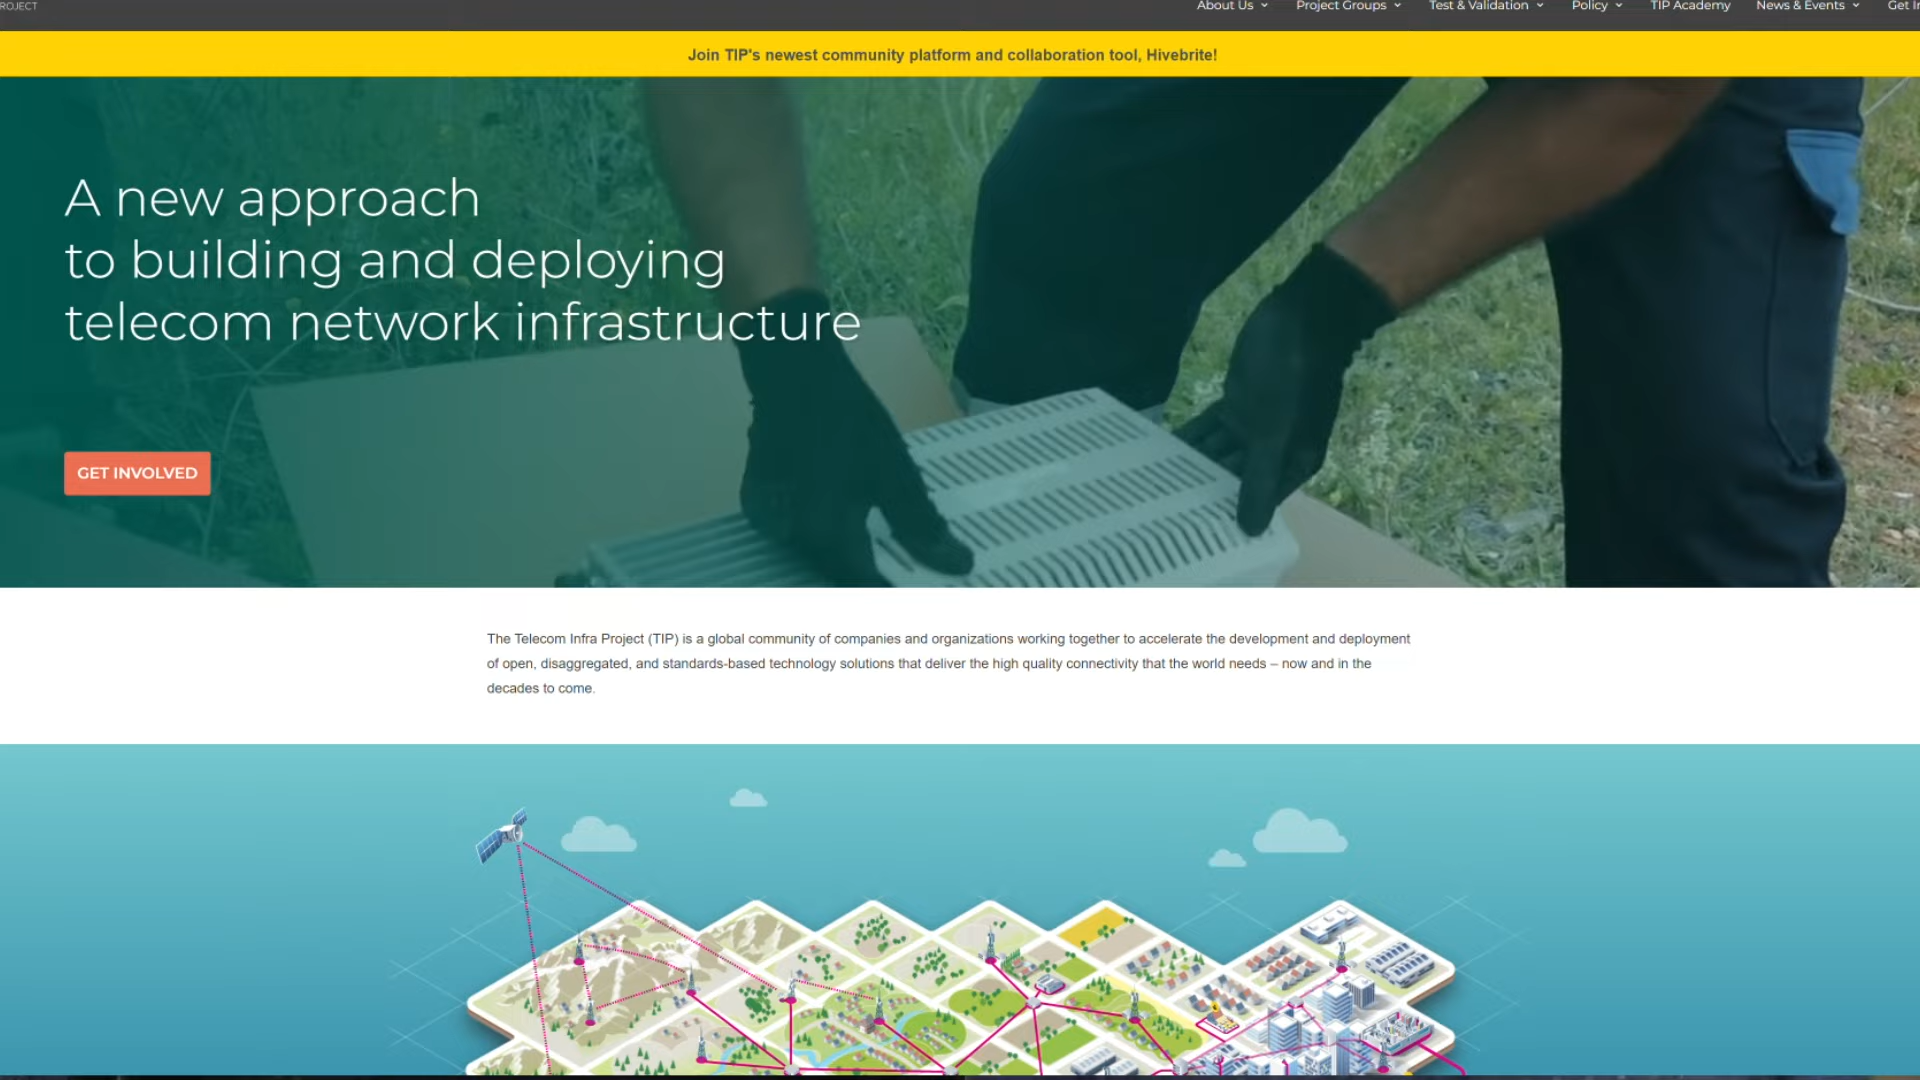 ROJECT
About Us
Project Groups
Test & Validation
Policy
TIP Academy
News & Events
Get I
Join TIP's newest community platform and collaboration tool, Hivebrite!
A new approach
to building and deploying
telecom network infrastructure
GET INVOLVED
The Telecom Infra Project (TIP) is a global community of companies and organizations working together to accelerate the development and deployment
of open, disaggregated, and standards-based technology solutions that deliver the high quality connectivity that the world needs – now and in the
decades to come.